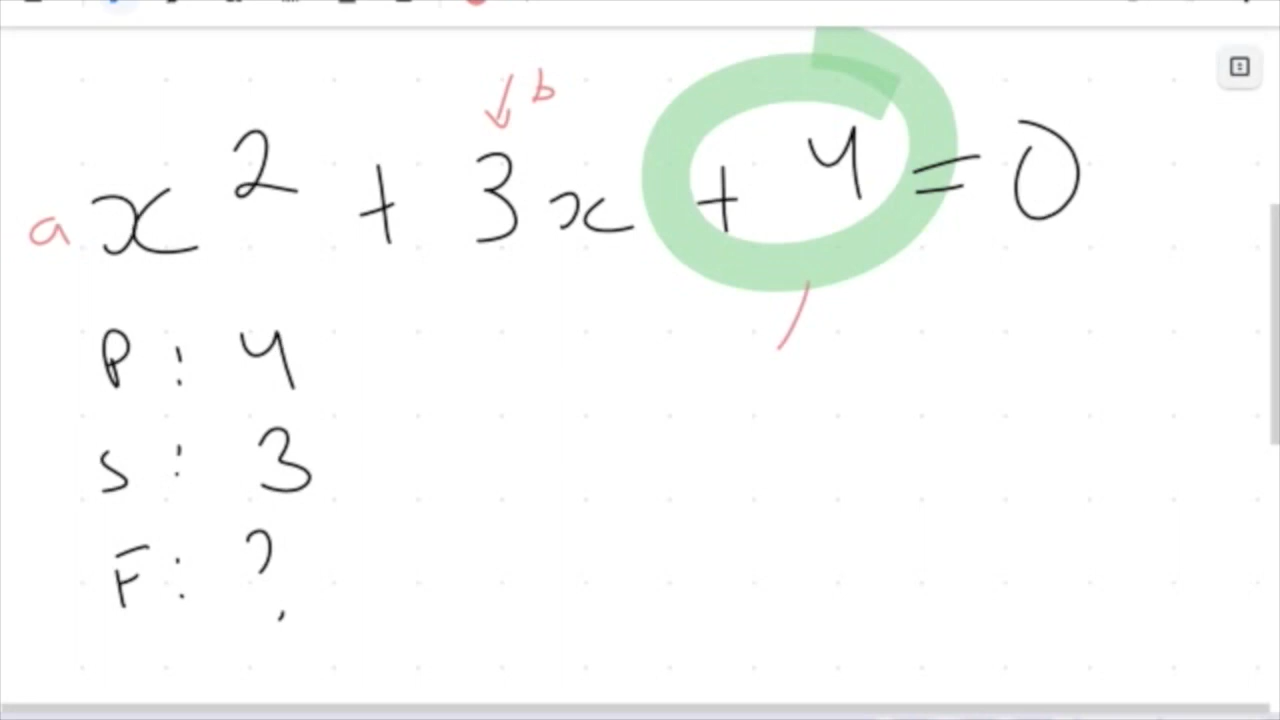 b
a x² + 3x + 4 = 0
P : 4
S : 3
F : ?